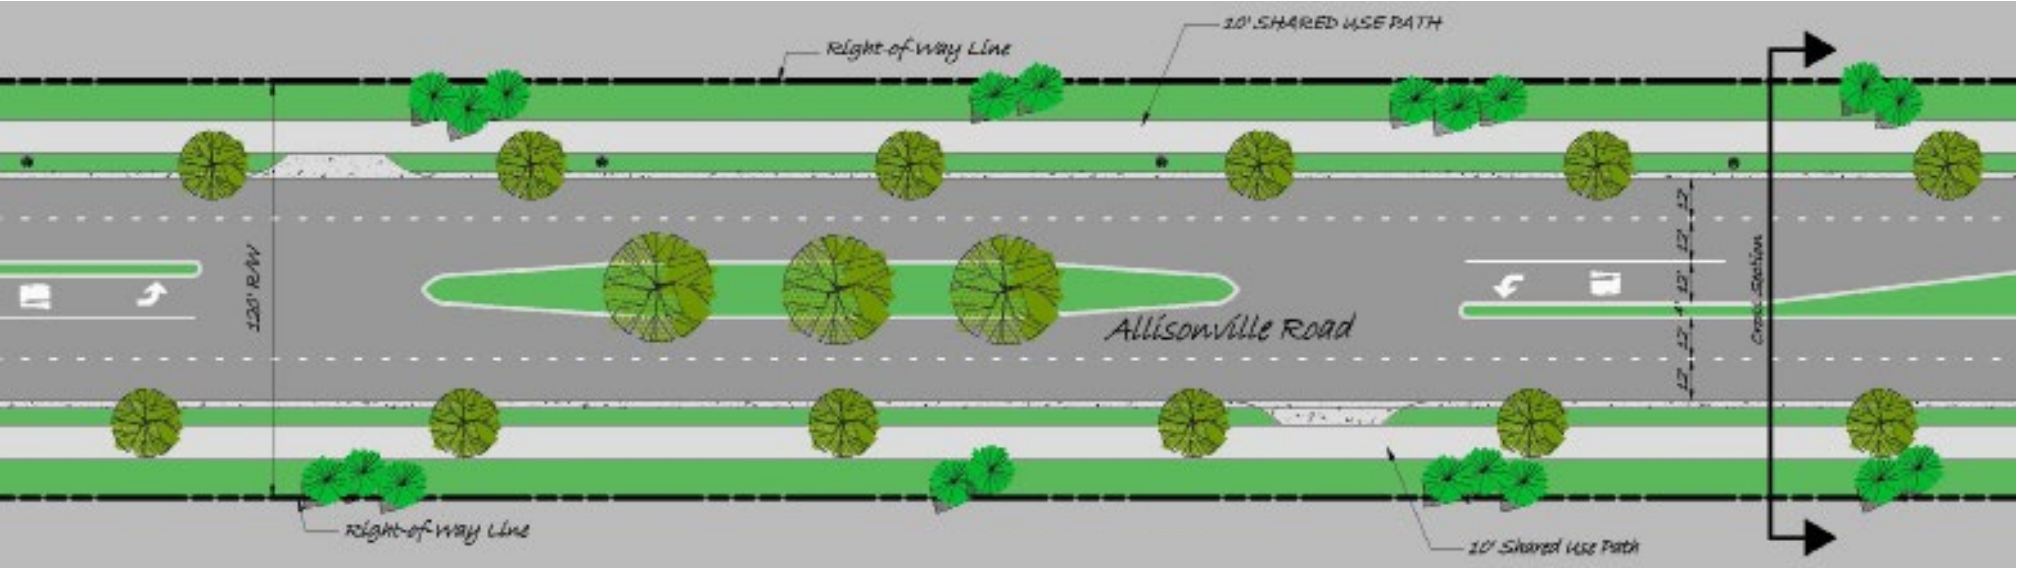 10' SHARED USE PATH
Right-of-Way Line
120' R/W
12'
12'
12'
4'
12'
12'
Cross Section
Allisonville Road
Right-of-Way Line
10' Shared Use Path